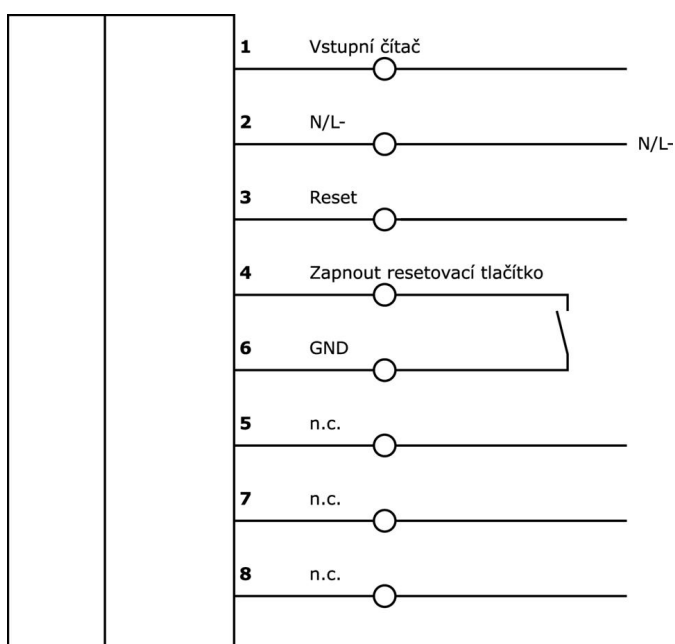 1 Vstupní čítač
2 N/L-
N/L-
3 Reset
4 Zapnout resetovací tlačítko
6 GND
5 n.c.
7 n.c.
8 n.c.